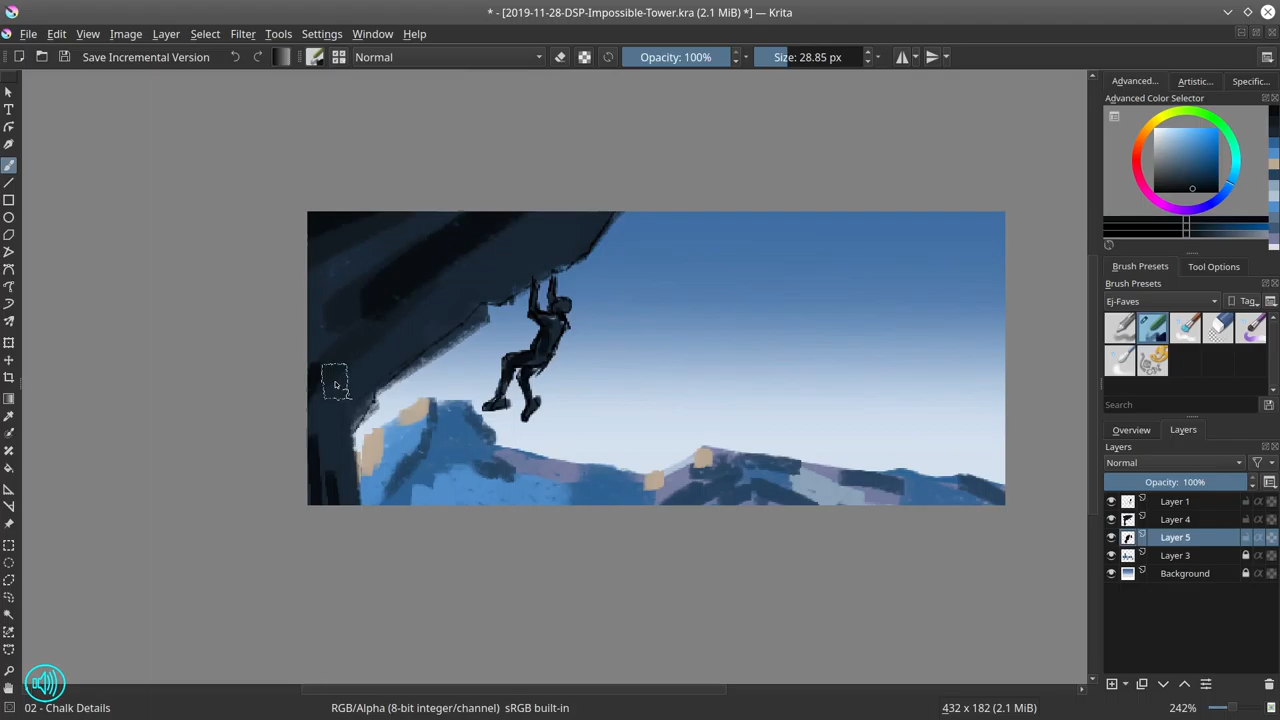 * - [2019-11-28-DSP-Impossible-Tower.kra (2.1 MiB) *] — Krita
File Edit View Image Layer Select Filter Tools Settings Window Help
Save Incremental Version Normal Opacity: 100% Size: 28.85 px
Advanced... Artistic... Specific...
Advanced Color Selector
Brush Presets Tool Options
Brush Presets
Ej-Faves Tag
Search
Overview Layers
Layers
Normal
Opacity: 100%
Layer 1
Layer 4
Layer 5
Layer 3
Background
02 - Chalk Details RGB/Alpha (8-bit integer/channel) sRGB built-in 432 x 182 (2.1 MiB) 242%